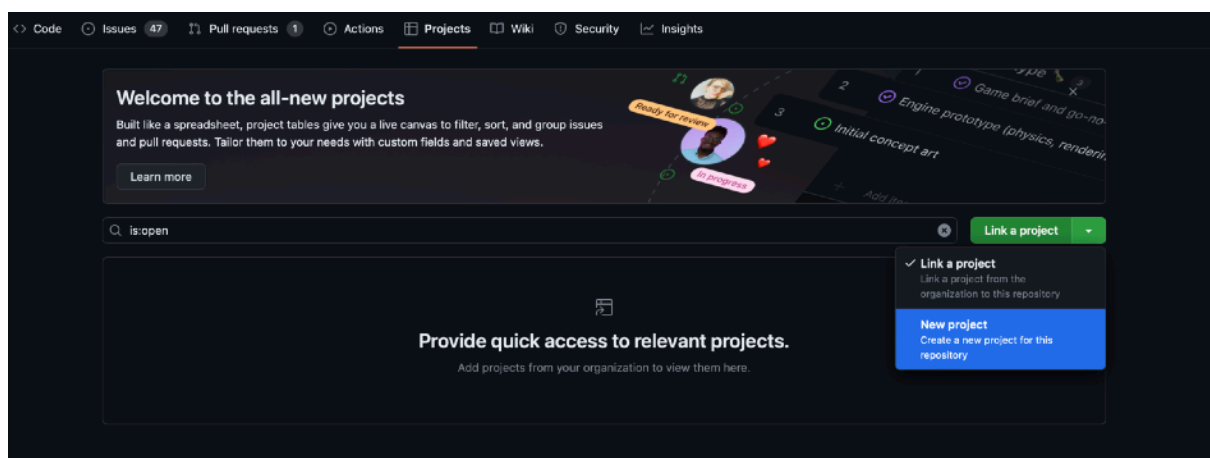 Code Issues 47 Pull requests 1 Actions Projects Wiki Security Insights
Welcome to the all-new projects
Built like a spreadsheet, project tables give you a live canvas to filter, sort, and group issues
and pull requests. Tailor them to your needs with custom fields and saved views.
Learn more
Ready for review
In progress
2
Game brief and go-no-
Engine prototype (physics, renderin
3
Initial concept art
is:open
Link a project
Link a project
Link a project from the
organization to this repository
New project
Create a new project for this
repository
Provide quick access to relevant projects.
Add projects from your organization to view them here.